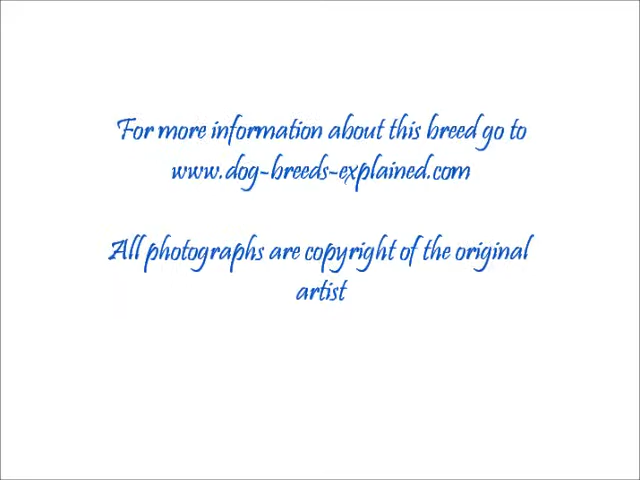 For more information about this breed go to
www.dog-breeds-explained.com
All photographs are copyright of the original
artist